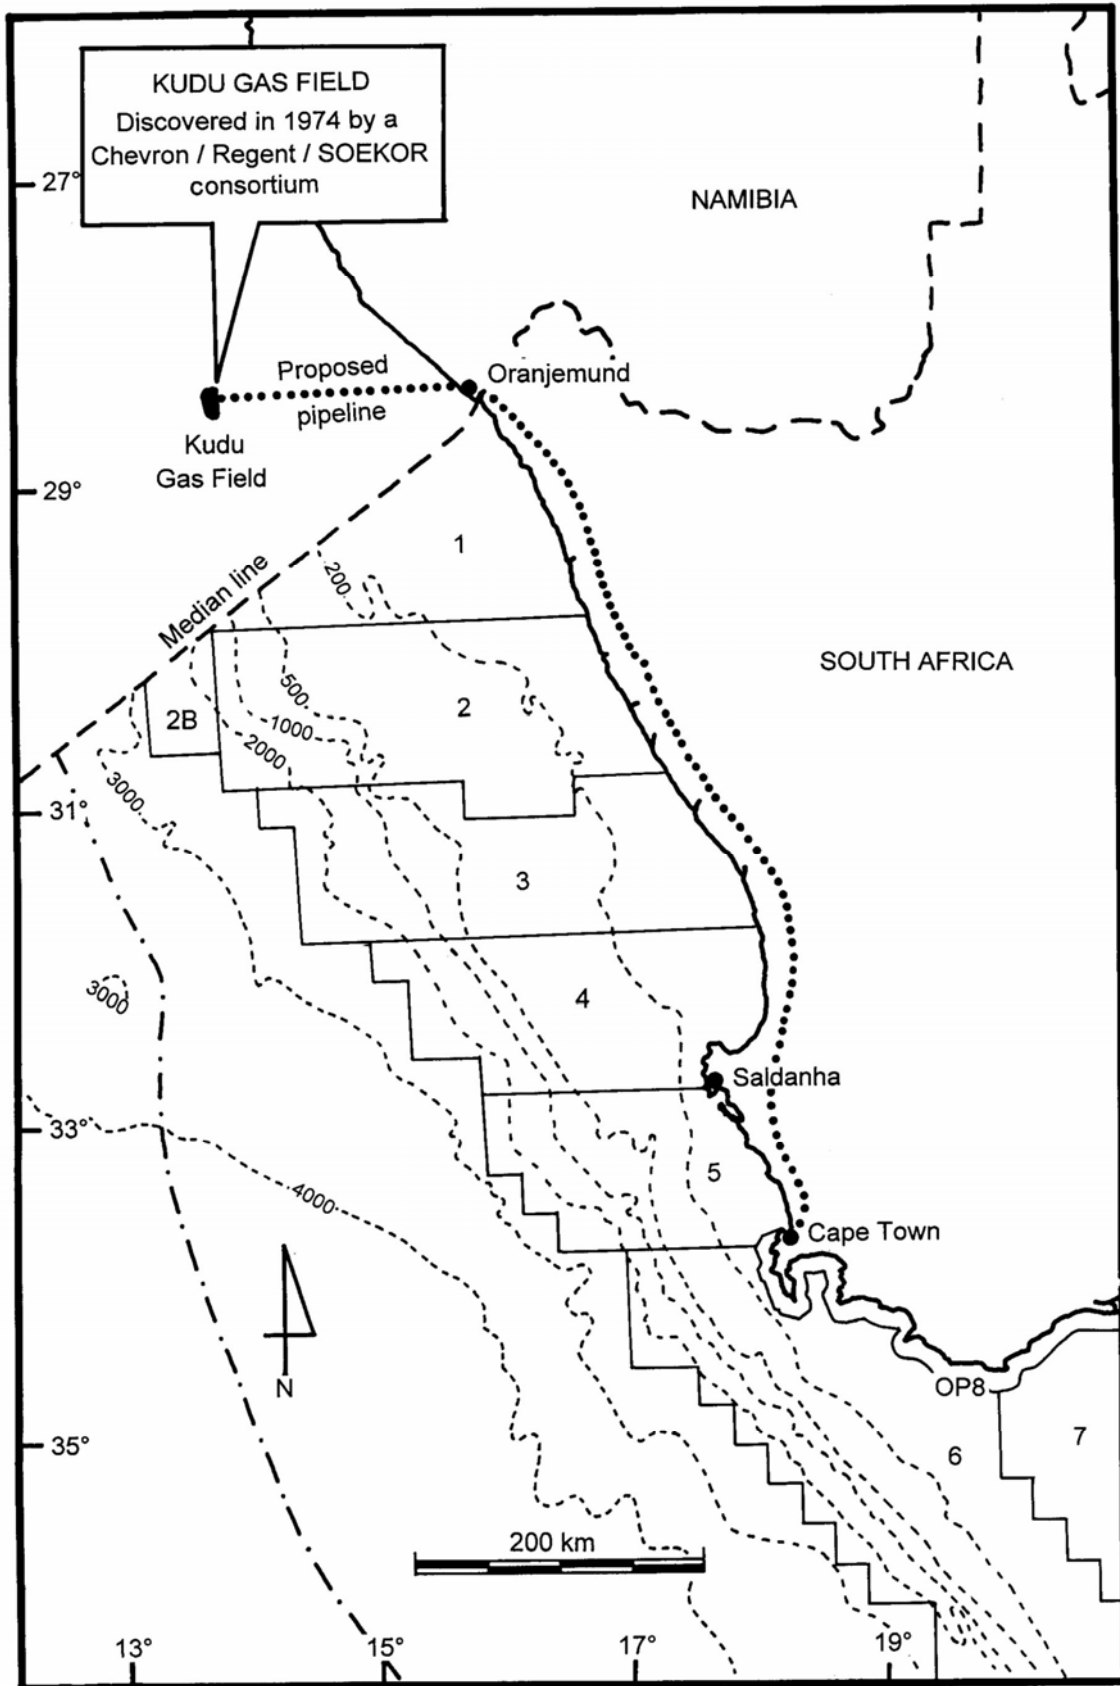 KUDU GAS FIELD
Discovered in 1974 by a
Chevron / Regent / SOEKOR
consortium
27°
NAMIBIA
Proposed
pipeline
Oranjemund
Kudu
Gas Field
29°
1
200
Median line
SOUTH AFRICA
500
2
2B
1000
2000
3000
31°
3
3000
4
Saldanha
33°
5
4000
Cape Town
N
OP8
35°
6
7
200 km
13°
15°
17°
19°